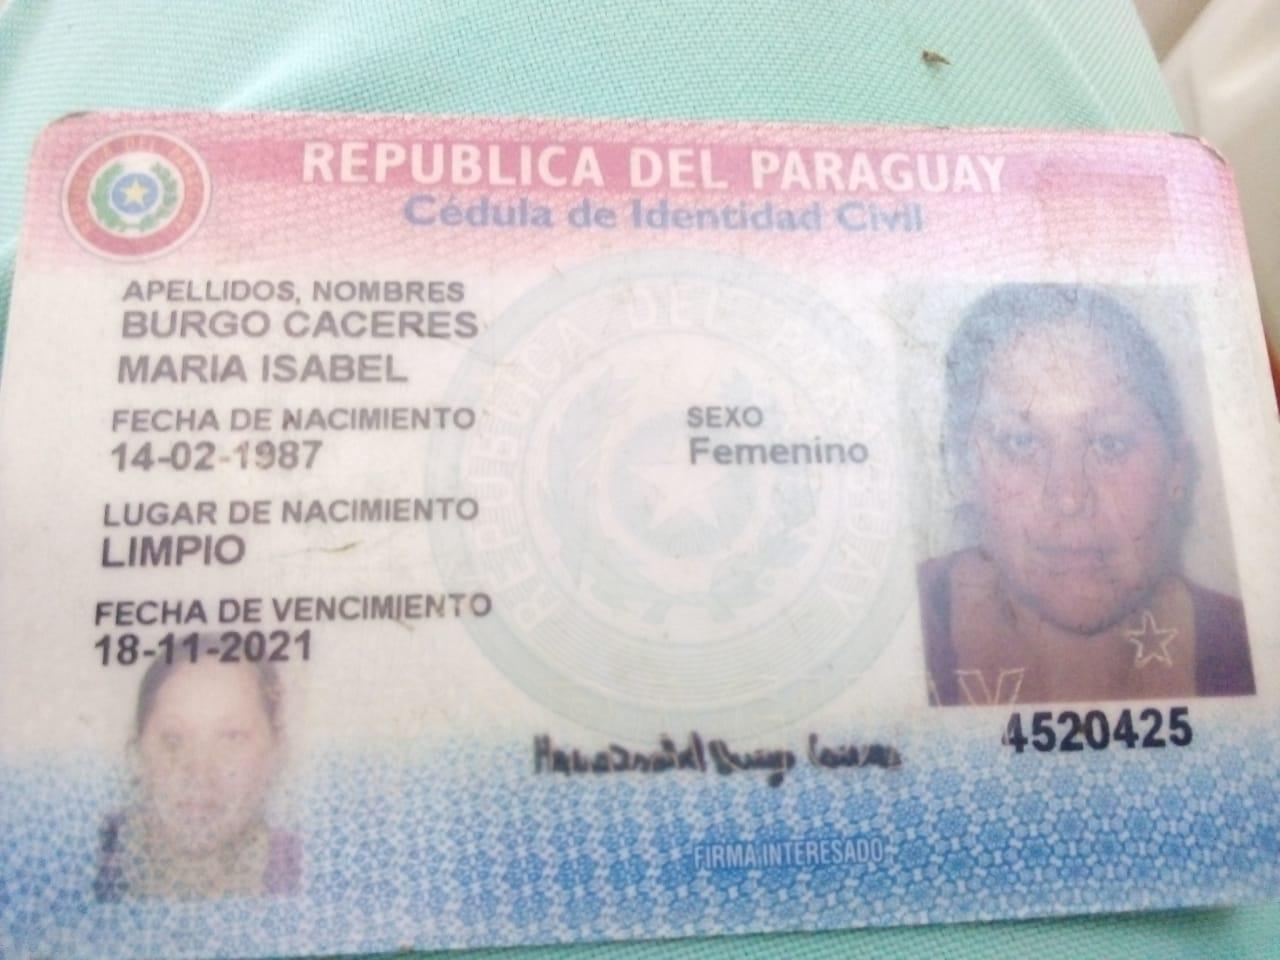 REPUBLICA DEL PARAGUAY
Cédula de Identidad Civil
APELLIDOS, NOMBRES
BURGO CACERES
MARIA ISABEL
FECHA DE NACIMIENTO
14-02-1987
SEXO
Femenino
LUGAR DE NACIMIENTO
LIMPIO
FECHA DE VENCIMIENTO
18-11-2021
4520425
FIRMA INTERESADO
REPUBLICA DEL PARAGUAY